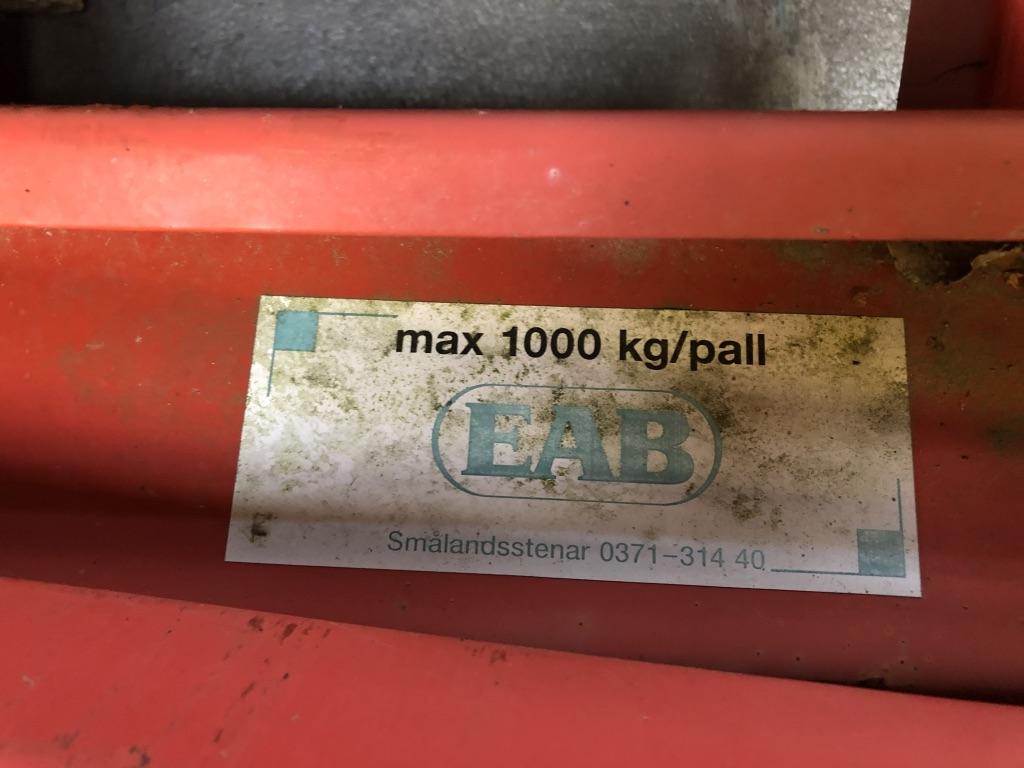 max 1000 kg/pall
EAB
Smålandsstenar 0371-314 40